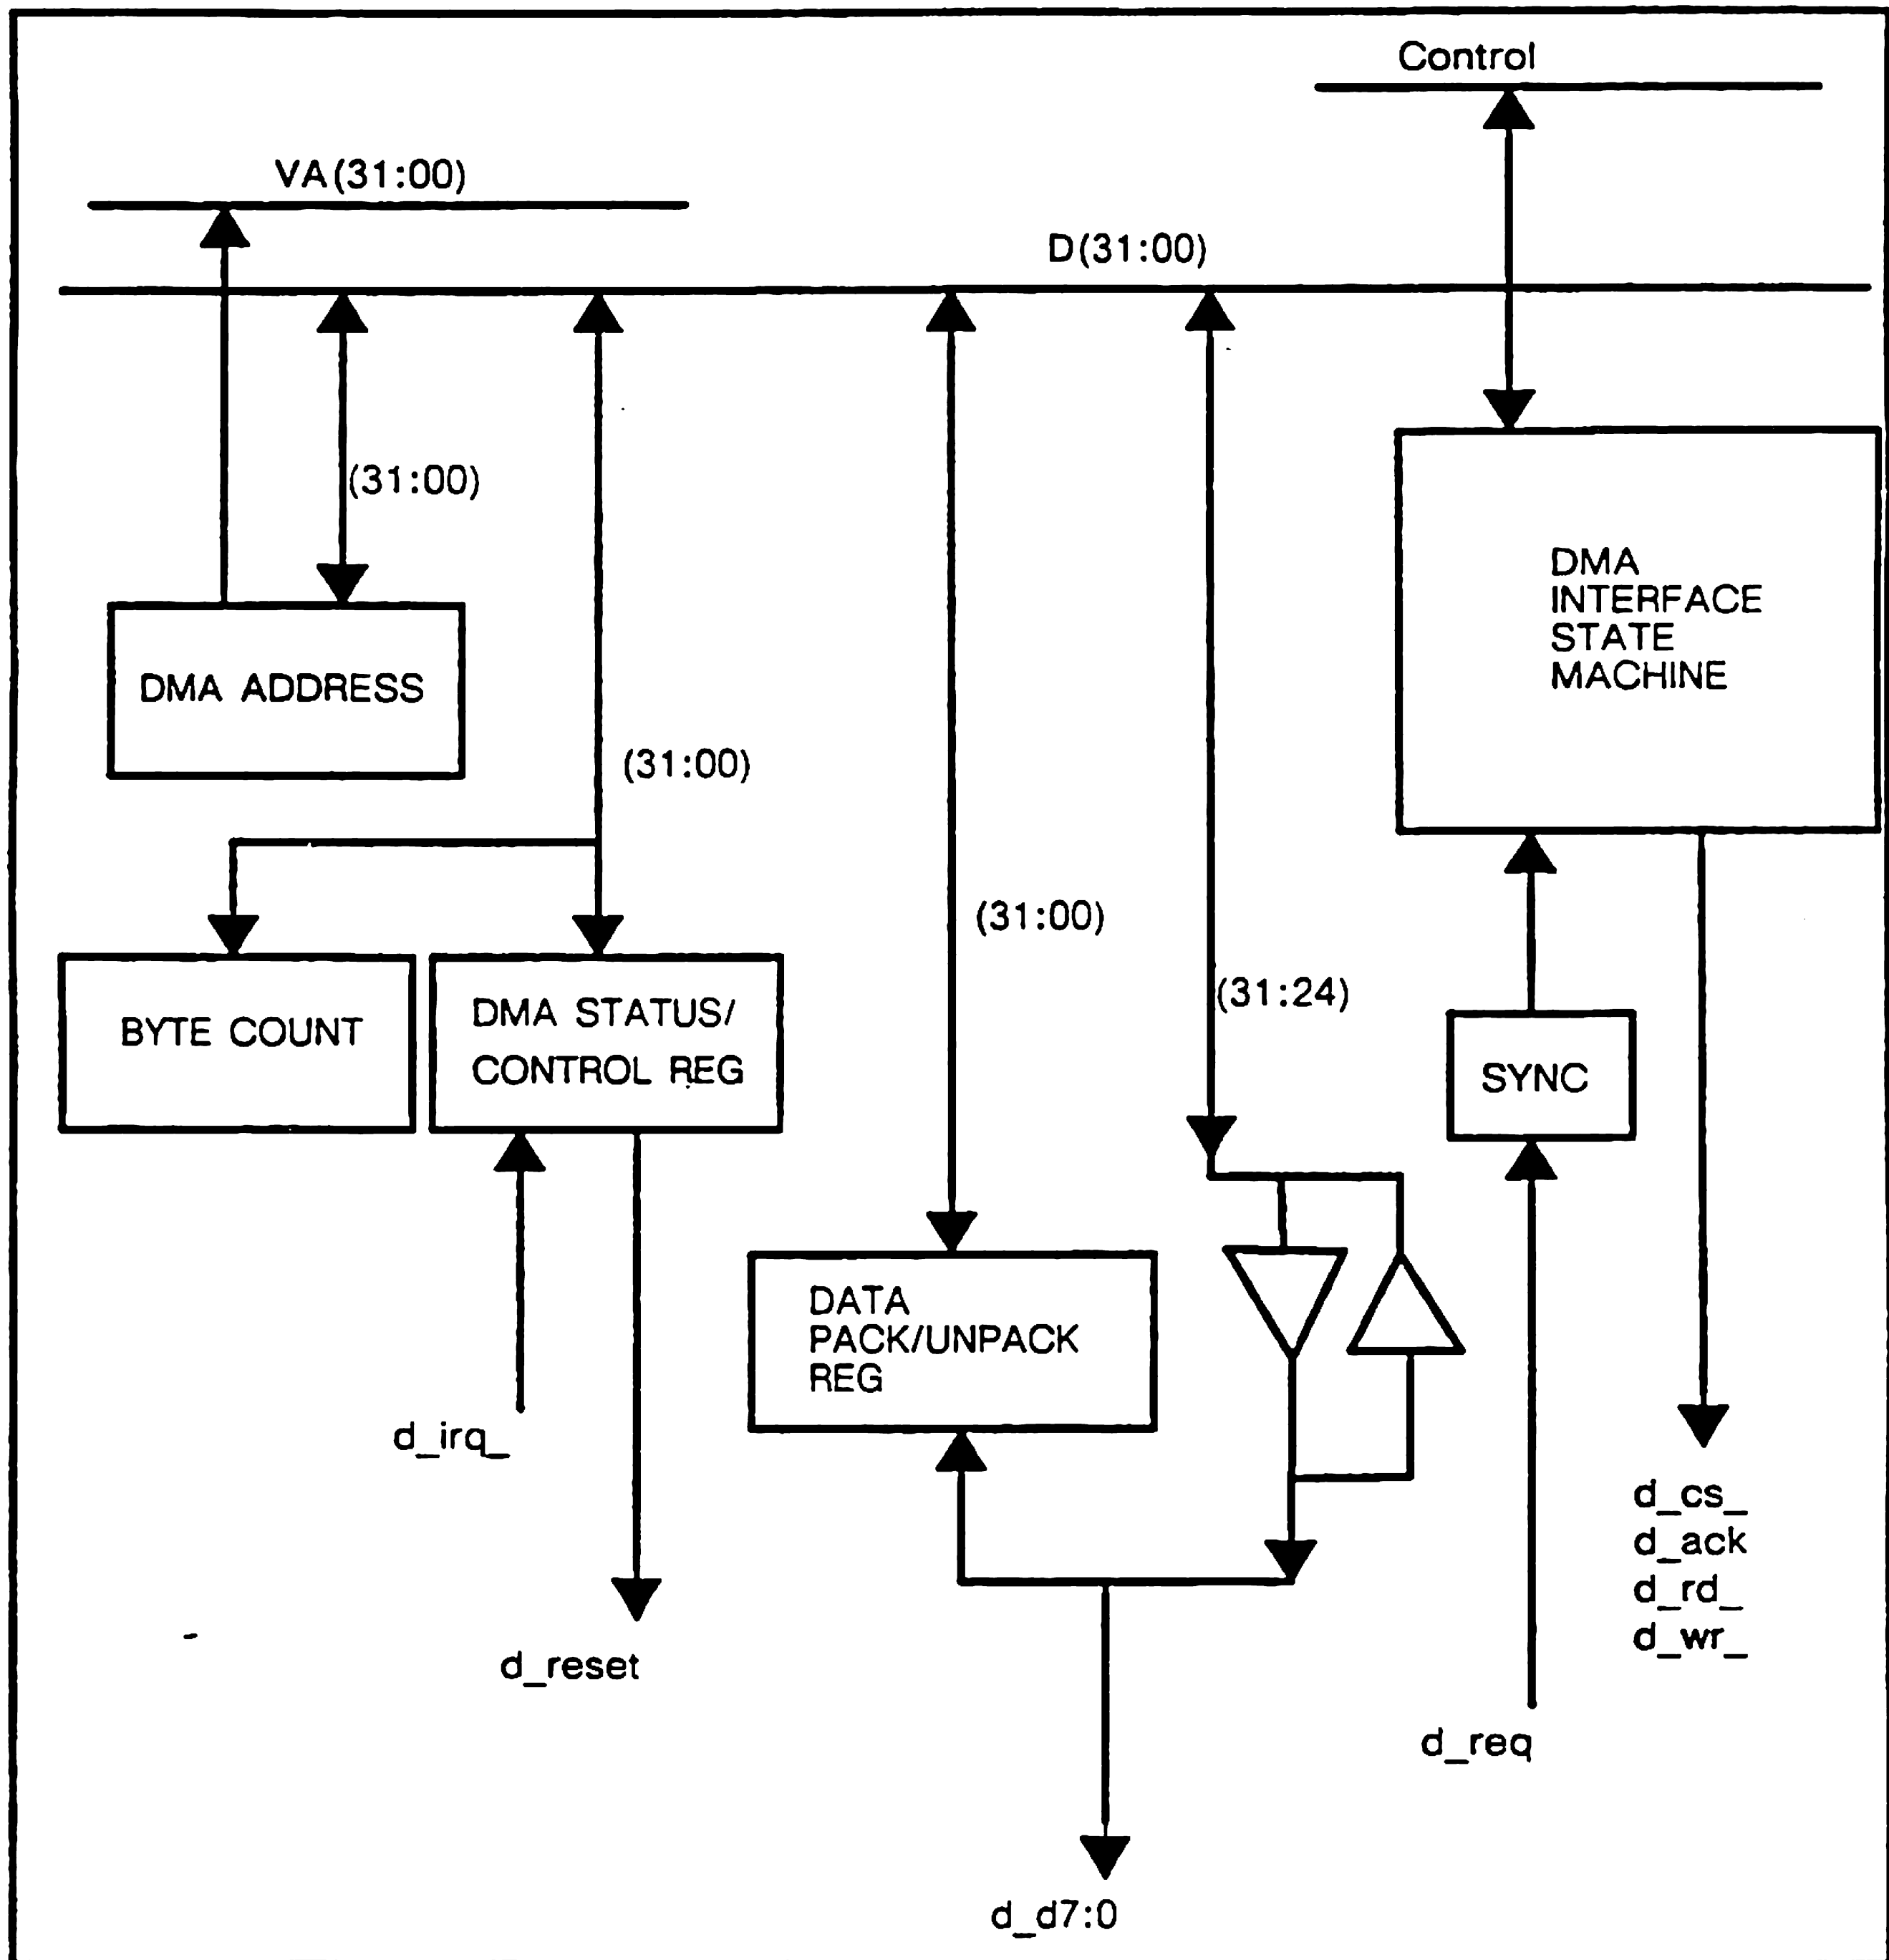 Control
VA(31:00)
D(31:00)
(31:00)
DMA
INTERFACE
STATE
MACHINE
DMA ADDRESS
(31:00)
(31:00)
(31:24)
BYTE COUNT
DMA STATUS/
CONTROL REG
SYNC
DATA
PACK/UNPACK
REG
d_irq_
d_cs_
d_ack
d_rd_
d_wr_
d_reset
d_req
d_d7:0